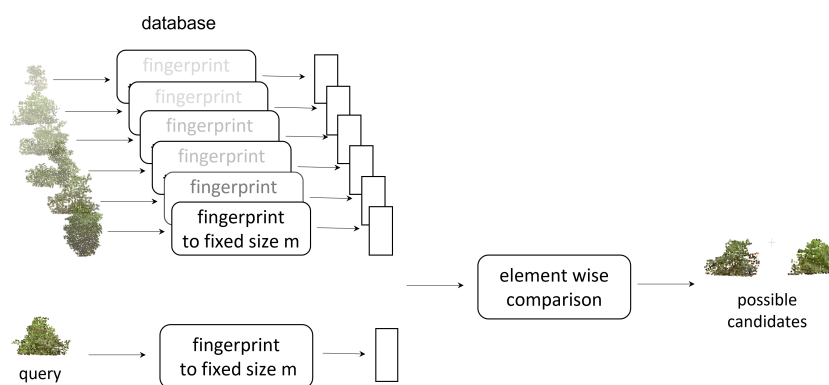 database
fingerprint
fingerprint
fingerprint
fingerprint
fingerprint
fingerprint
to fixed size m
element wise
comparison
possible
candidates
fingerprint
to fixed size m
query